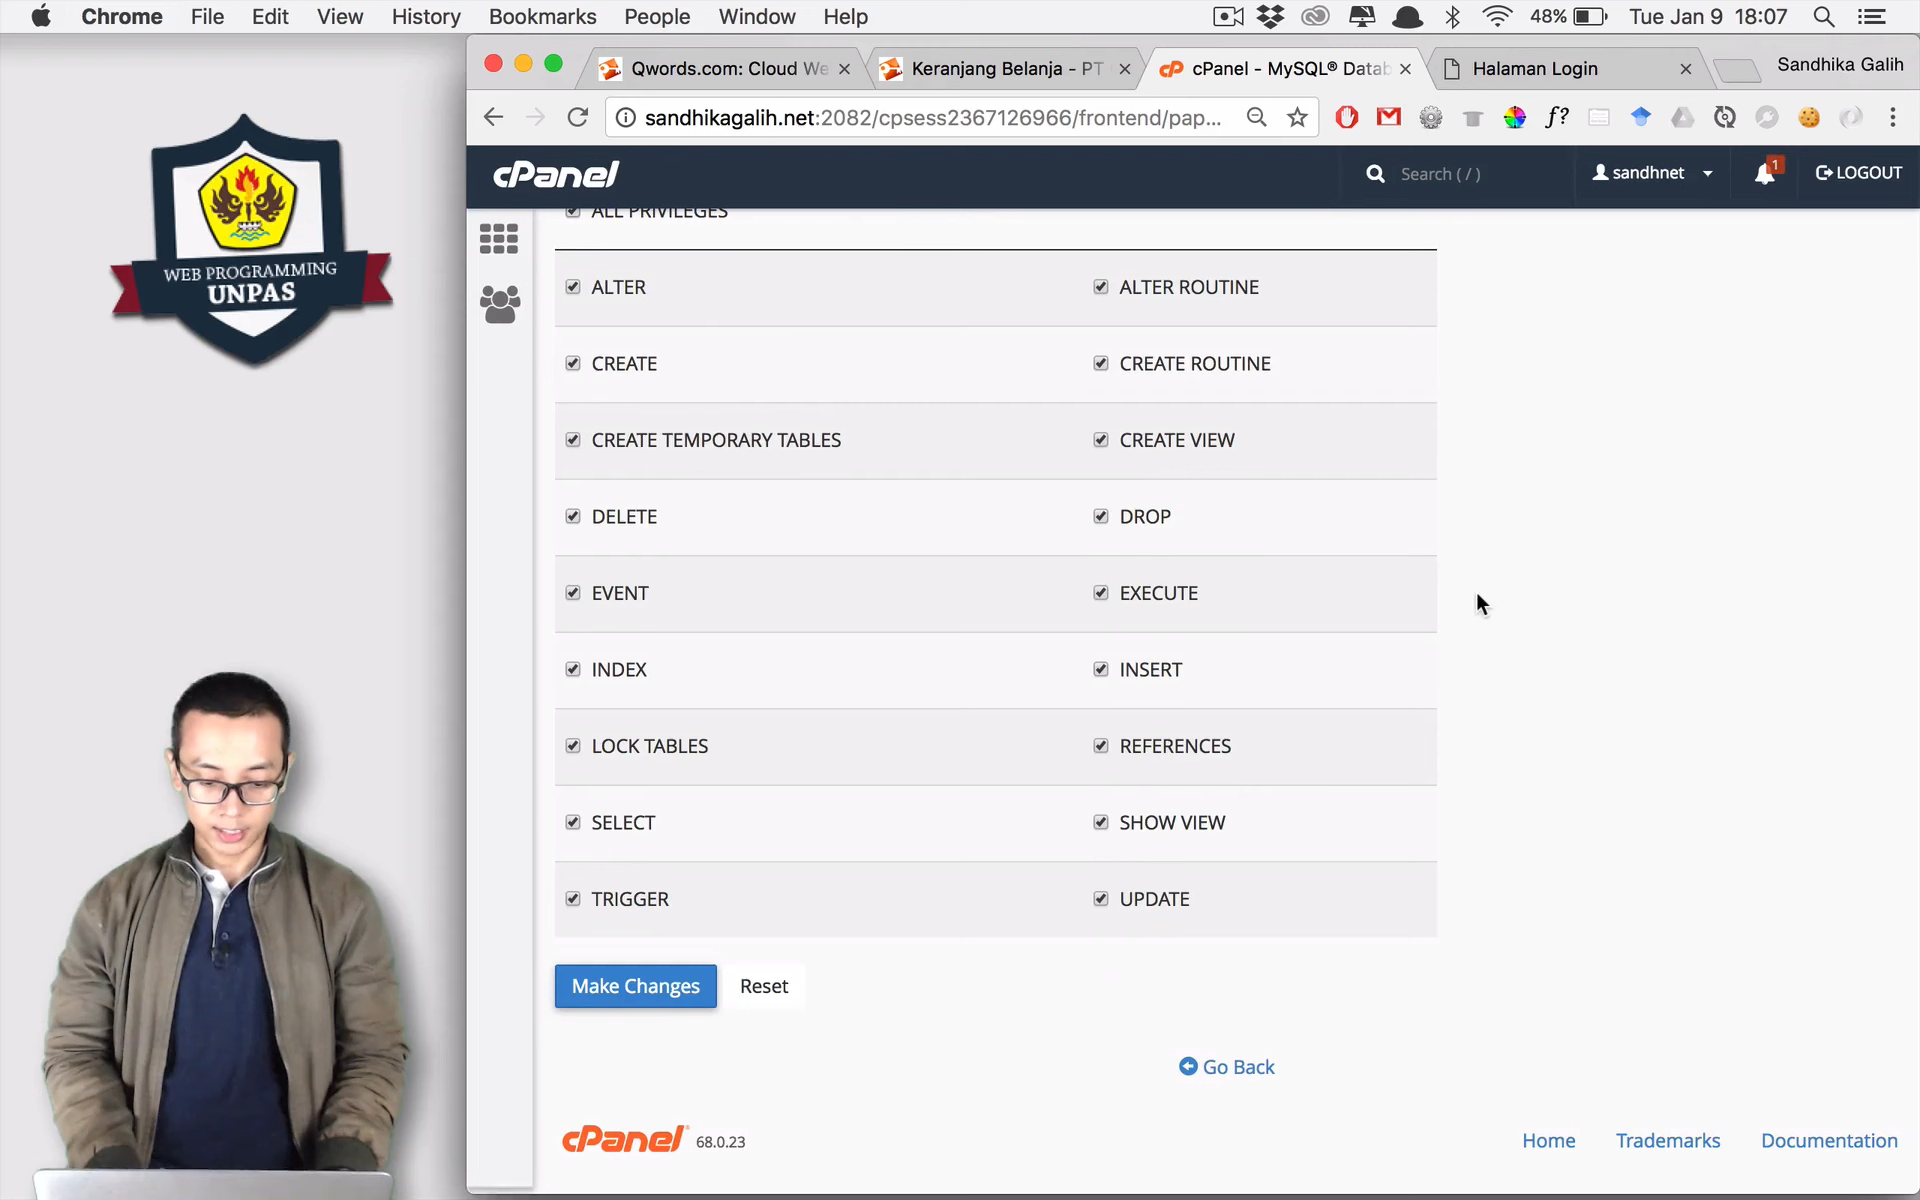 Chrome File Edit View History Bookmarks People Window Help 48% Tue Jan 9 18:07
Qwords.com: Cloud We
Keranjang Belanja - PT
cPanel - MySQL® Datab
Halaman Login
Sandhika Galih
sandhikagalih.net:2082/cpsess2367126966/frontend/pap...
cPanel
Search ( / )
sandhnet
1
LOGOUT
WEB PROGRAMMING
UNPAS
ALL PRIVILEGES
ALTER
ALTER ROUTINE
CREATE
CREATE ROUTINE
CREATE TEMPORARY TABLES
CREATE VIEW
DELETE
DROP
EVENT
EXECUTE
INDEX
INSERT
LOCK TABLES
REFERENCES
SELECT
SHOW VIEW
TRIGGER
UPDATE
Make Changes
Reset
Go Back
cPanel 68.0.23
Home
Trademarks
Documentation